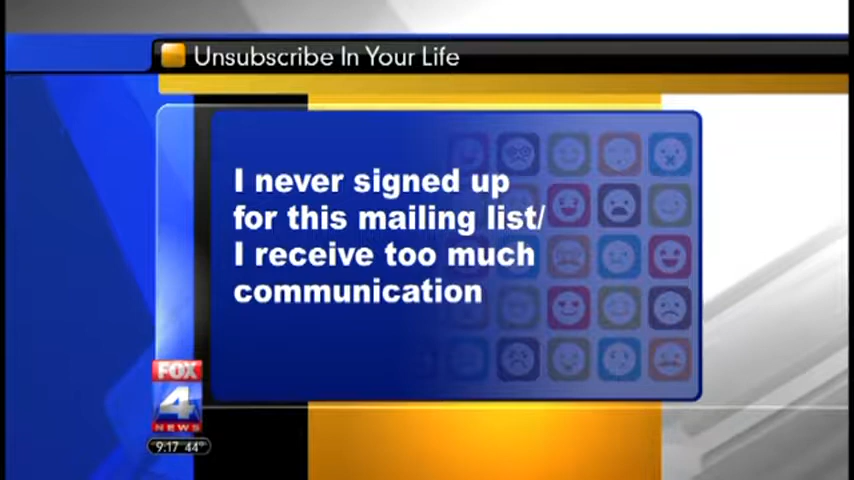 Unsubscribe In Your Life
I never signed up
for this mailing list/
I receive too much
communication
FOX
4
NEWS
9:17 44°